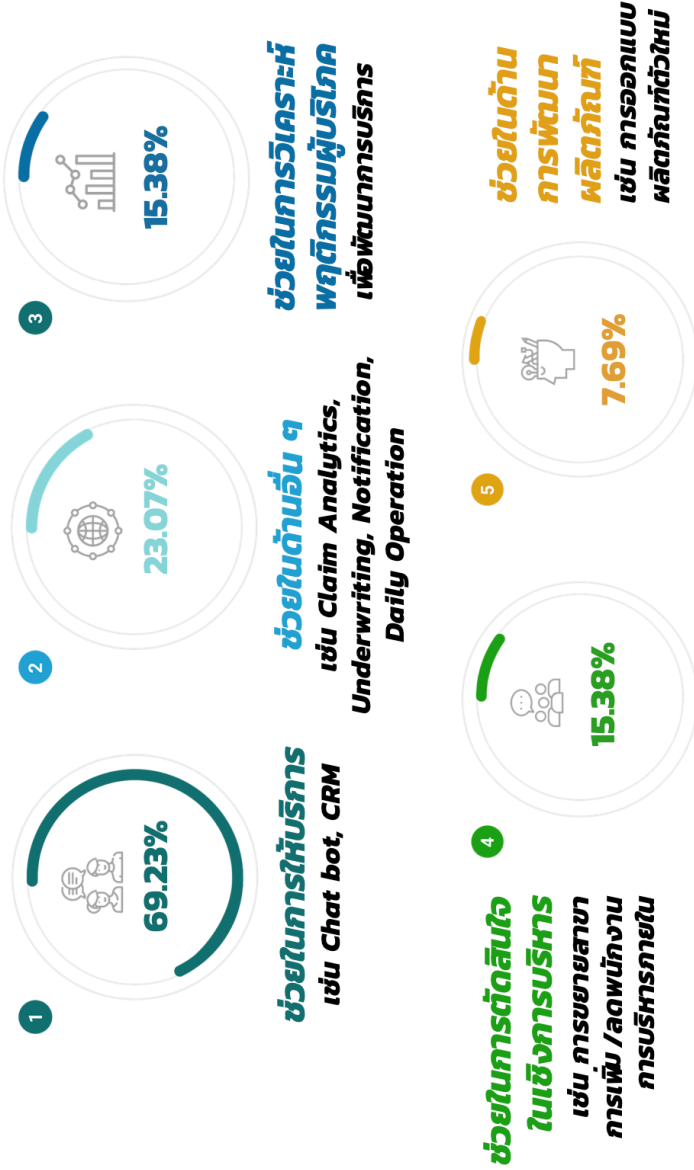 1
69.23%
ช่วยในการให้บริการ
เช่น Chat bot, CRM
2
23.07%
ช่วยในด้านอื่น ๆ
เช่น Claim Analytics,
Underwriting, Notification,
Daily Operation
3
15.38%
ช่วยในการวิเคราะห์
พฤติกรรมผู้บริโภค
เพื่อพัฒนาการบริการ
4
15.38%
ช่วยในการตัดสินใจ
ในเชิงการบริหาร
เช่น การขยายสาขา
การเพิ่ม /ลดพนักงาน
การบริหารภายใน
5
7.69%
ช่วยในด้าน
การพัฒนา
ผลิตภัณฑ์
เช่น การออกแบบ
ผลิตภัณฑ์ตัวใหม่